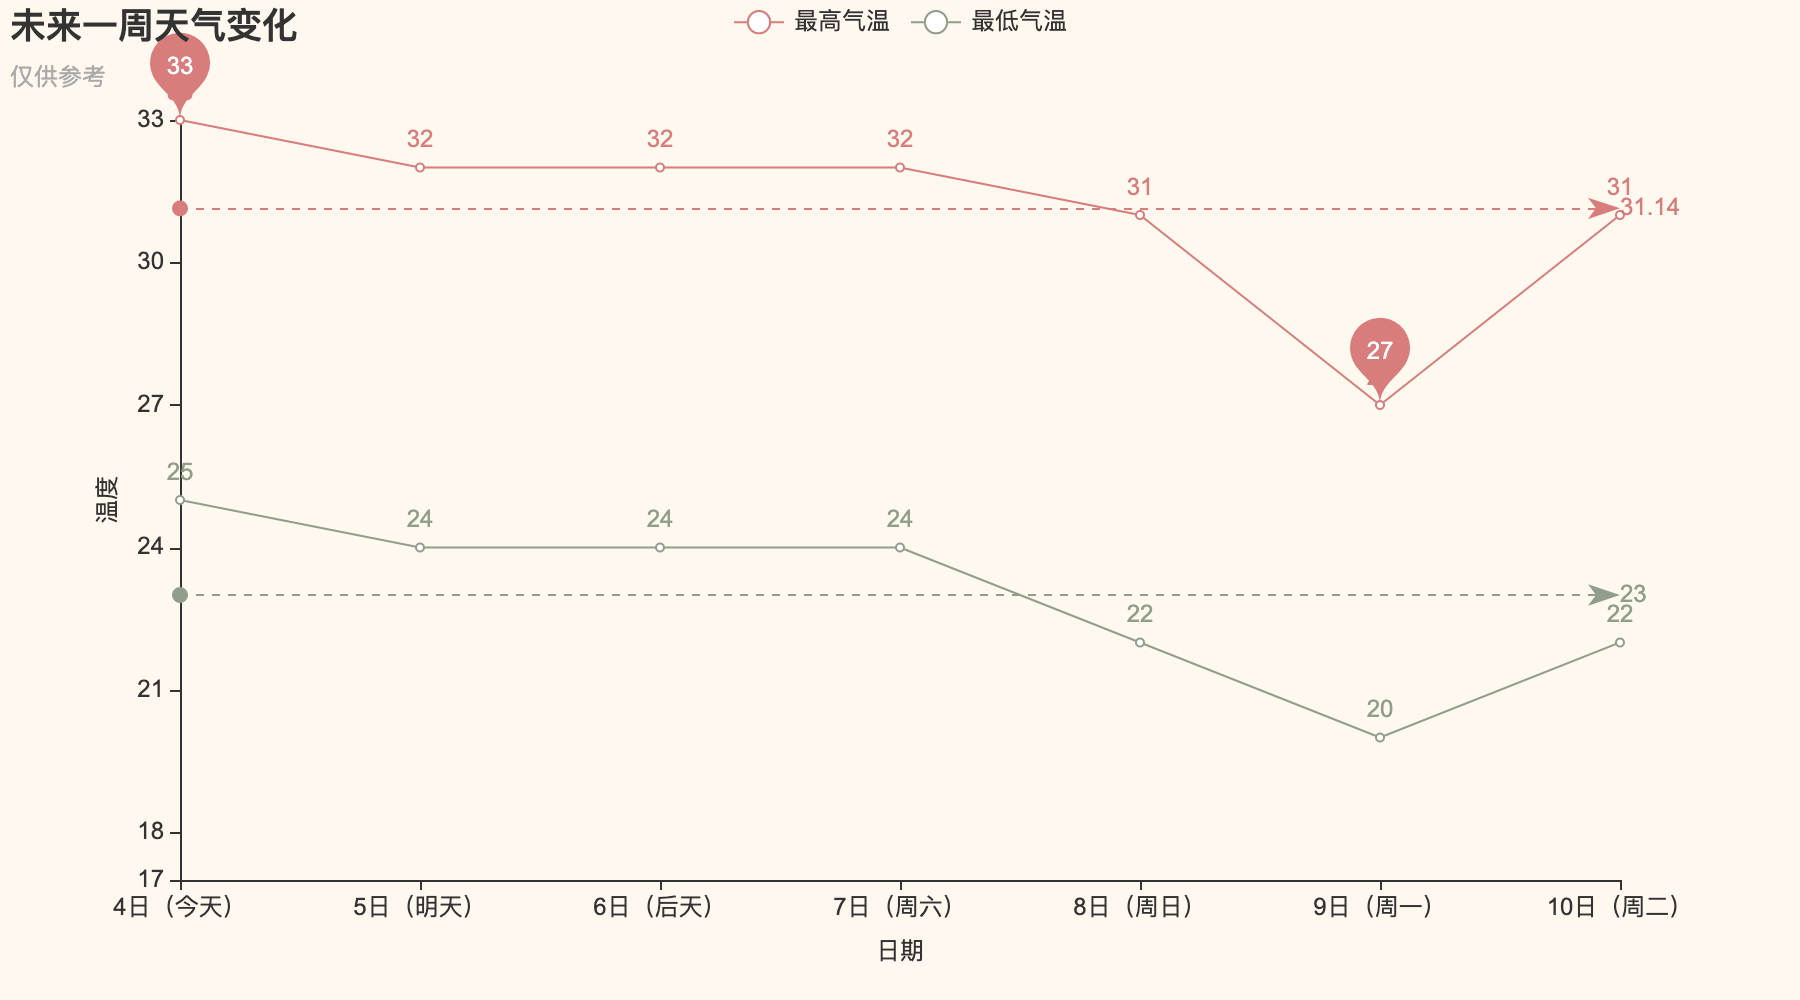 未来一周天气变化
仅供参考
最高气温
最低气温
33
32
32
32
31
31
31.14
27
25
24
24
24
23
22
22
20
33
30
27
24
21
18
17
温度
4日（今天）
5日（明天）
6日（后天）
7日（周六）
8日（周日）
9日（周一）
10日（周二）
日期